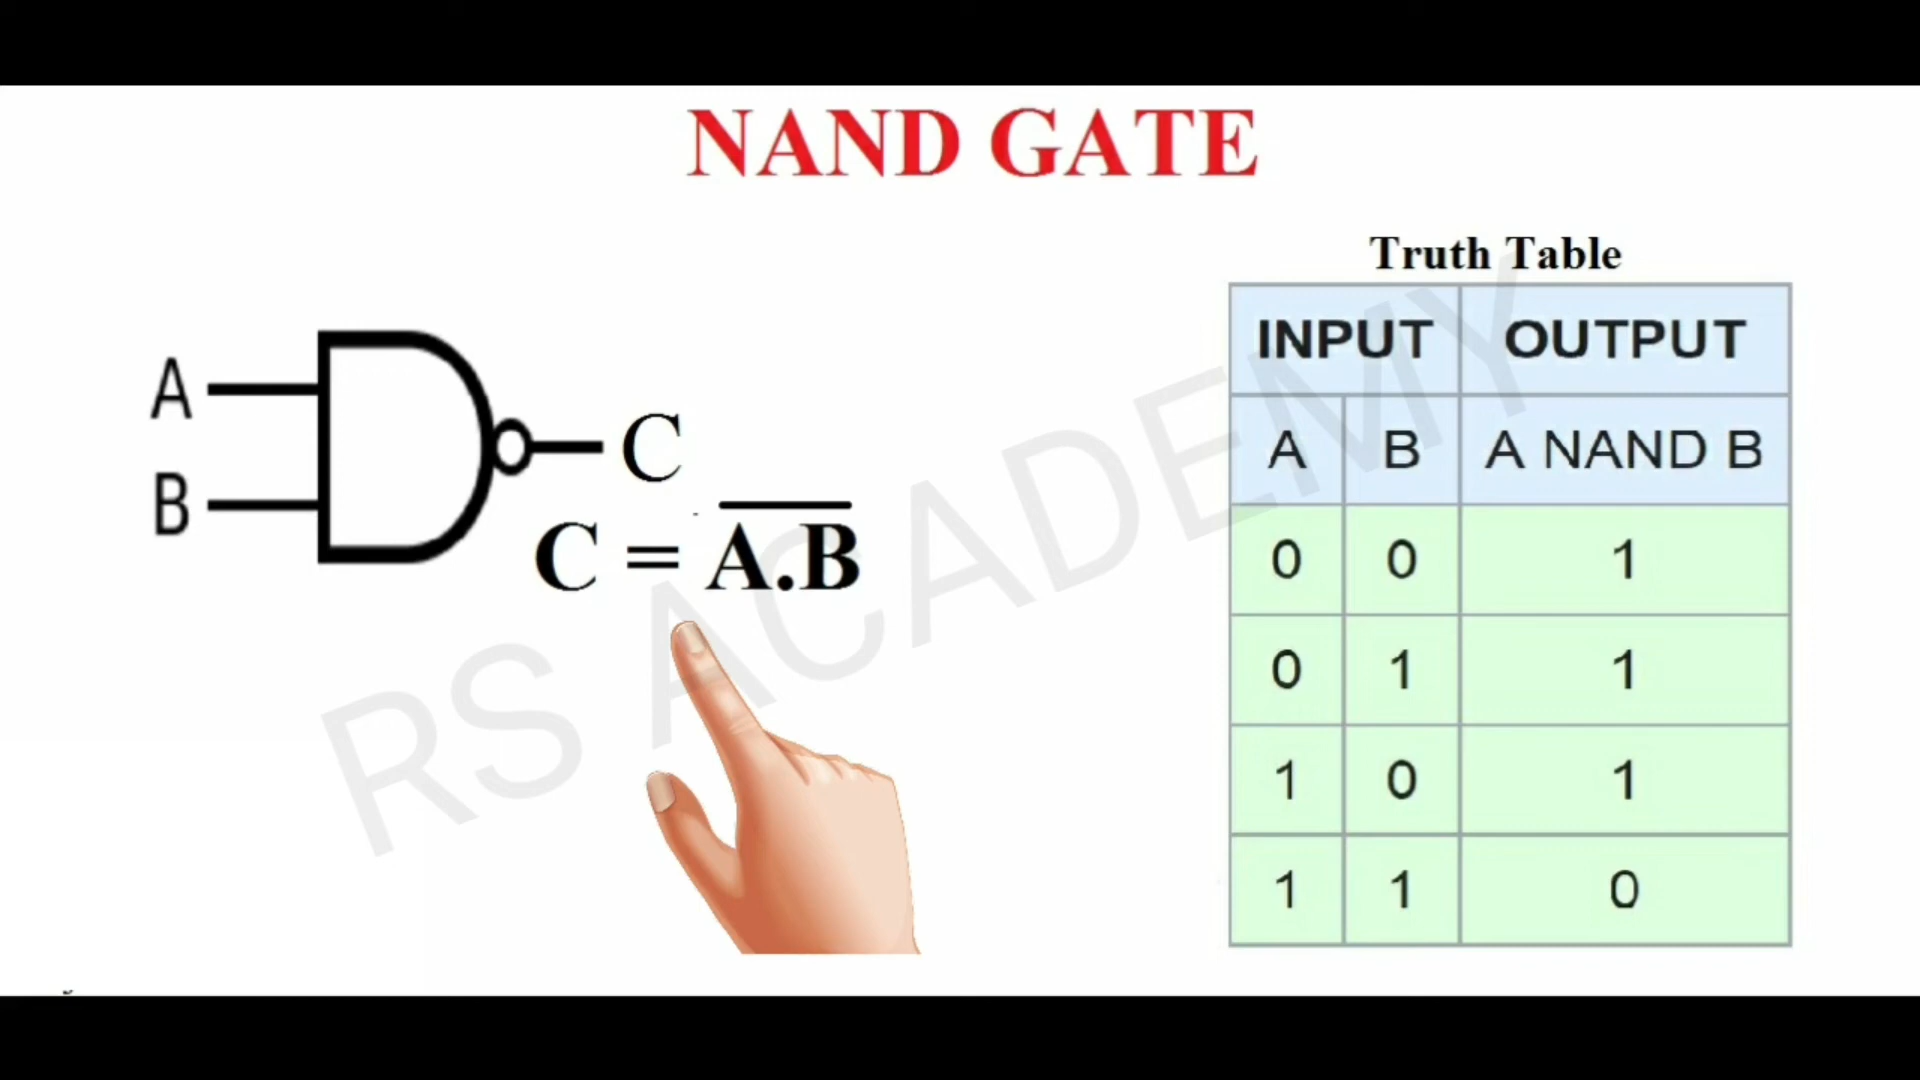 NAND GATE
A
B
C
C = A.B
Truth Table
INPUT OUTPUT
A B A NAND B
0 0 1
0 1 1
1 0 1
1 1 0
RS ACADEMY